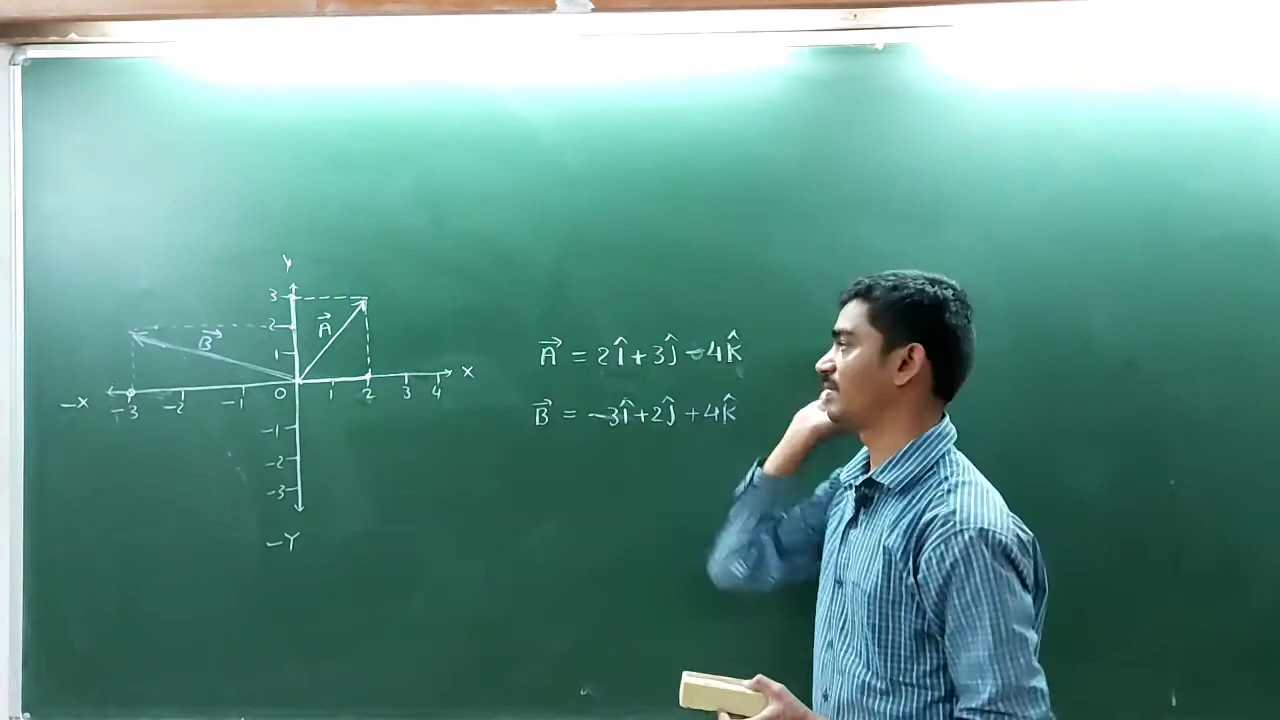 y
3
A⃗
2
B⃗
1
-X -3 -2 -1 0 1 2 3 4 X
-1
-2
-3
-Y
A⃗ = 2î+3ĵ-4k̂
B⃗ = -3î+2ĵ+4k̂